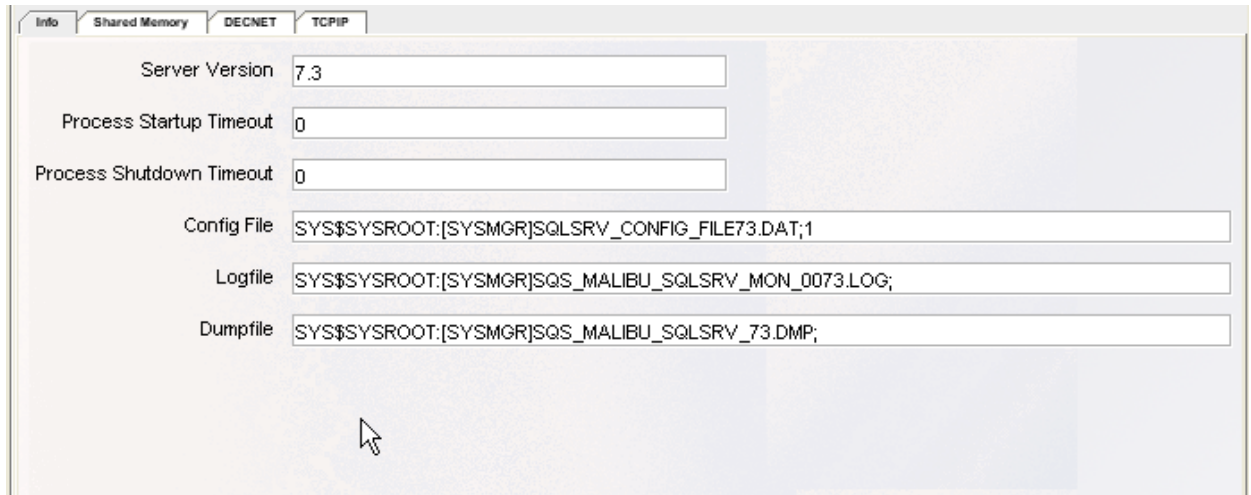 Info Shared Memory DECNET TCPIP
Server Version 7.3
Process Startup Timeout 0
Process Shutdown Timeout 0
Config File SYS$SYSROOT:[SYSMGR]SQLSRV_CONFIG_FILE73.DAT;1
Logfile SYS$SYSROOT:[SYSMGR]SQS_MALIBU_SQLSRV_MON_0073.LOG;
Dumpfile SYS$SYSROOT:[SYSMGR]SQS_MALIBU_SQLSRV_73.DMP;